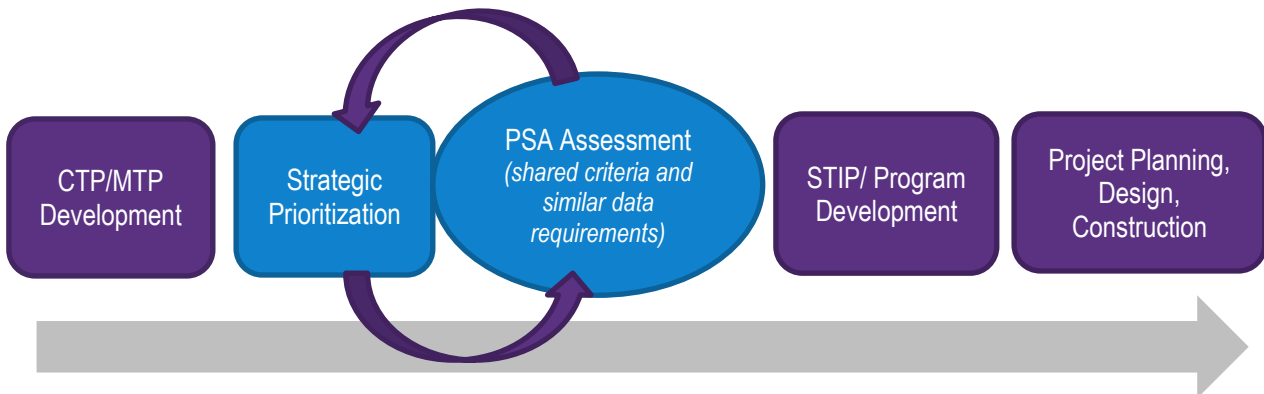 CTP/MTP
Development
Strategic
Prioritization
PSA Assessment
(shared criteria and
similar data
requirements)
STIP/ Program
Development
Project Planning,
Design,
Construction